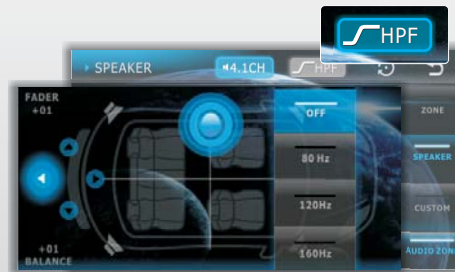 HPF
SPEAKER
4.1CH
HPF
FADER
+01
OFF
80 Hz
120Hz
160Hz
+01
BALANCE
ZONE
SPEAKER
CUSTOM
AUDIO ZON